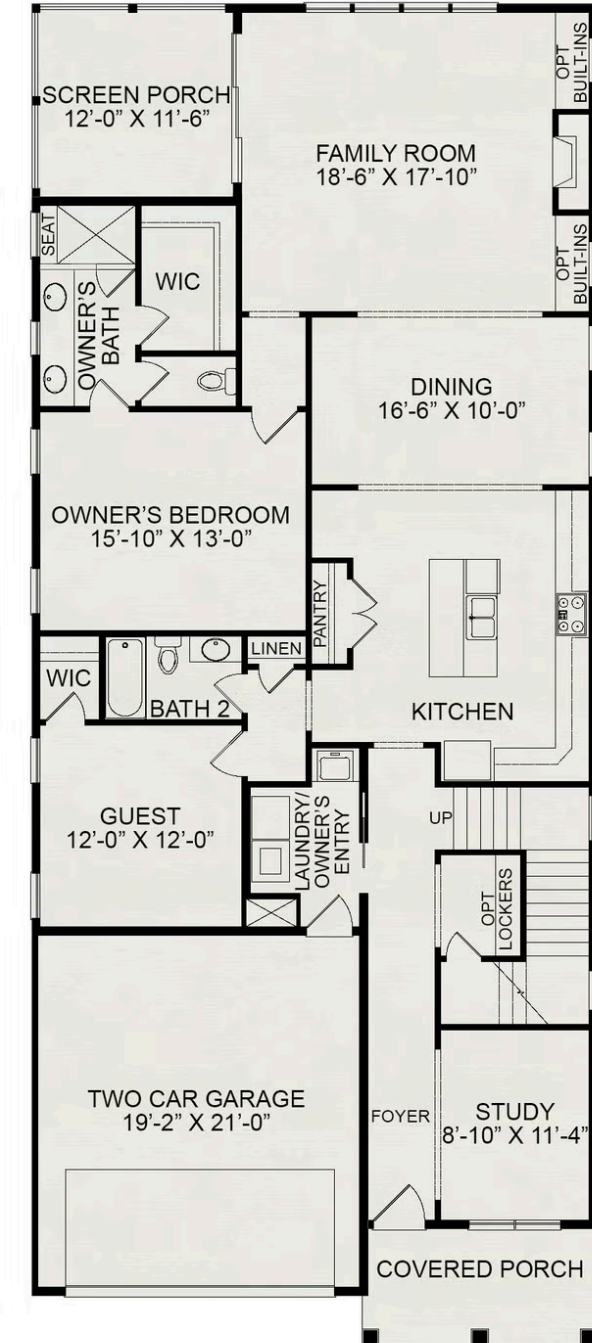 SCREEN PORCH
12'-0" X 11'-6"
FAMILY ROOM
18'-6" X 17'-10"
OPT
BUILT-INS
OPT
BUILT-INS
SEAT
WIC
OWNER'S
BATH
DINING
16'-6" X 10'-0"
OWNER'S BEDROOM
15'-10" X 13'-0"
PANTRY
LINEN
WIC
BATH 2
KITCHEN
GUEST
12'-0" X 12'-0"
LAUNDRY/
OWNER'S
ENTRY
UP
OPT
LOCKERS
TWO CAR GARAGE
19'-2" X 21'-0"
FOYER
STUDY
8'-10" X 11'-4"
COVERED PORCH